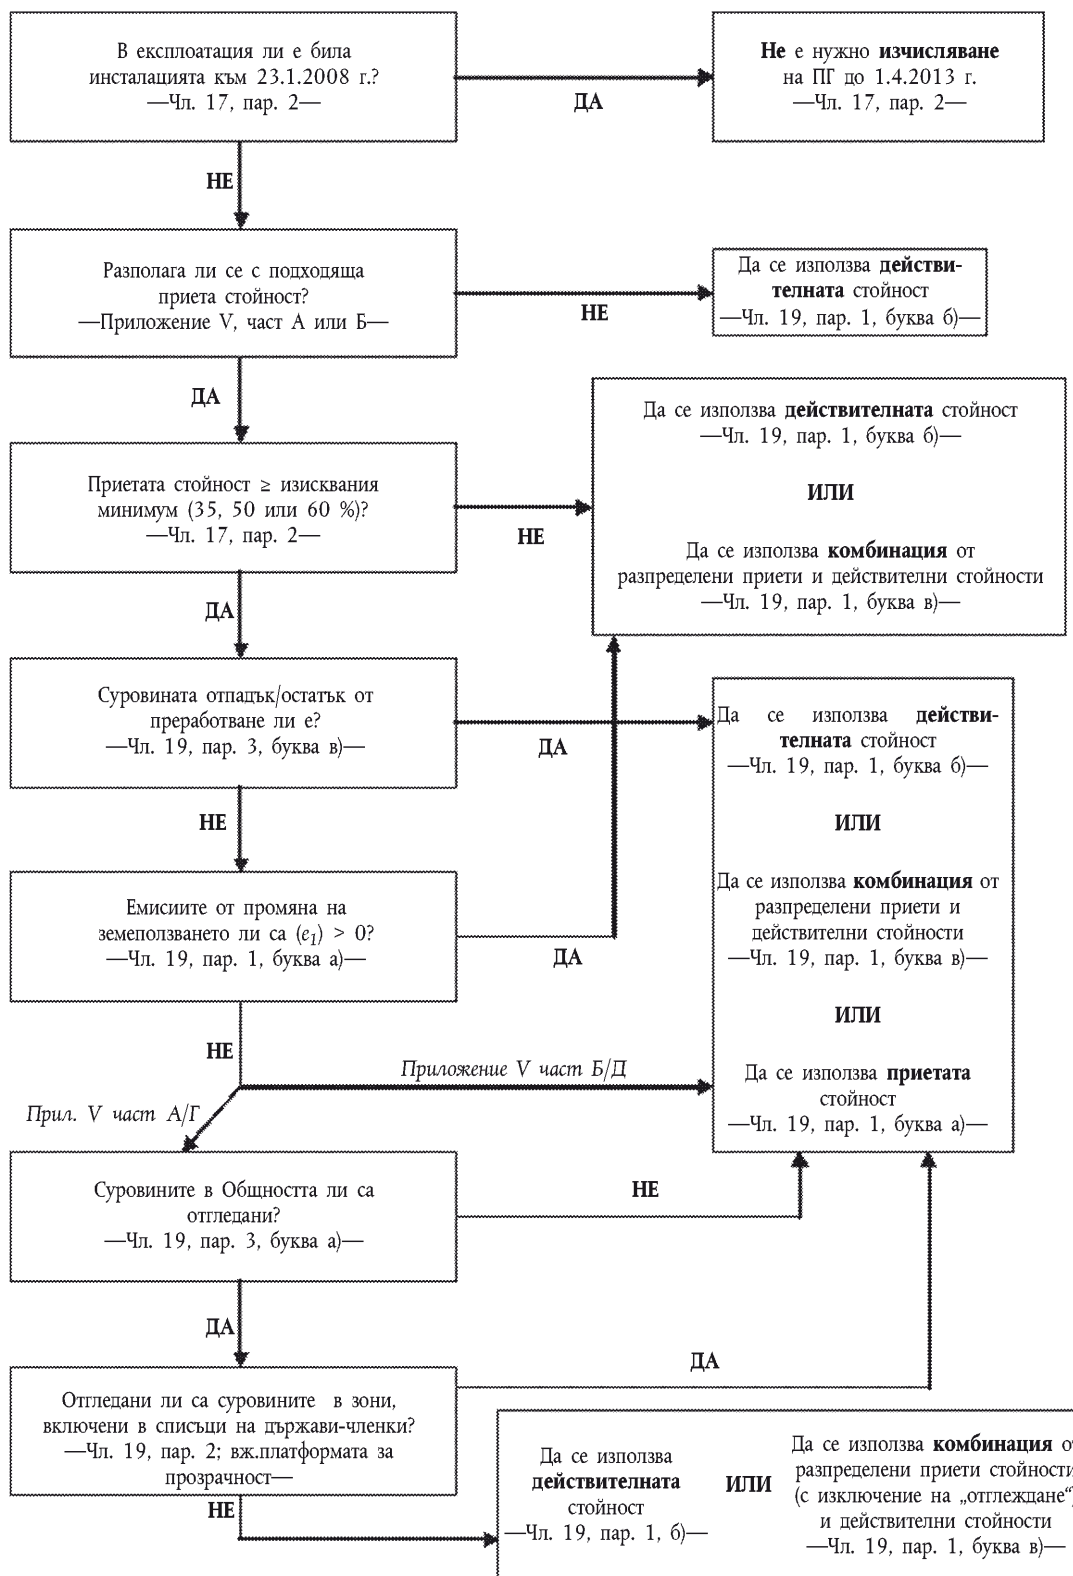 В експлоатация ли е била
инсталацията към 23.1.2008 г.?
—Чл. 17, пар. 2—
ДА
Не е нужно изчисляване
на ПГ до 1.4.2013 г.
—Чл. 17, пар. 2—
НЕ
Разполага ли се с подходяща
приета стойност?
—Приложение V, част А или Б—
НЕ
Да се използва действи-
телната стойност
—Чл. 19, пар. 1, буква б)—
ДА
Приетата стойност ≥ изисквания
минимум (35, 50 или 60 %)?
—Чл. 17, пар. 2—
НЕ
Да се използва действителната стойност
—Чл. 19, пар. 1, буква б)—
ИЛИ
Да се използва комбинация от
разпределени приети и действителни стойности
—Чл. 19, пар. 1, буква в)—
ДА
Суровината отпадък/остатък от
преработване ли е?
—Чл. 19, пар. 3, буква в)—
ДА
Да се използва действи-
телната стойност
—Чл. 19, пар. 1, буква б)—
ИЛИ
Да се използва комбинация от
разпределени приети и
действителни стойности
—Чл. 19, пар. 1, буква в)—
ИЛИ
Да се използва приетата
стойност
—Чл. 19, пар. 1, буква а)—
НЕ
Емисиите от промяна на
земеползването ли са (e1) > 0?
—Чл. 19, пар. 1, буква а)—
ДА
НЕ
Приложение V част Б/Д
Прил. V част А/Г
Суровините в Общността ли са
отгледани?
—Чл. 19, пар. 3, буква а)—
НЕ
ДА
Отгледани ли са суровините в зони,
включени в списъци на държави-членки?
—Чл. 19, пар. 2; вж.платформата за
прозрачност—
ДА
НЕ
Да се използва
действителната
стойност
—Чл. 19, пар. 1, б)—
ИЛИ
Да се използва комбинация от
разпределени приети стойности
(с изключение на „отглеждане“)
и действителни стойности
—Чл. 19, пар. 1, буква в)—